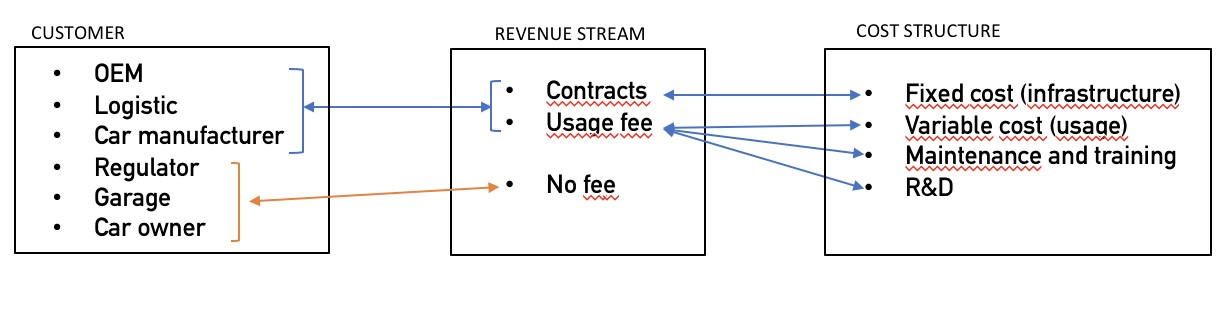 CUSTOMER
• OEM
• Logistic
• Car manufacturer
• Regulator
• Garage
• Car owner
REVENUE STREAM
• Contracts
• Usage fee
• No fee
COST STRUCTURE
• Fixed cost (infrastructure)
• Variable cost (usage)
• Maintenance and training
• R&D